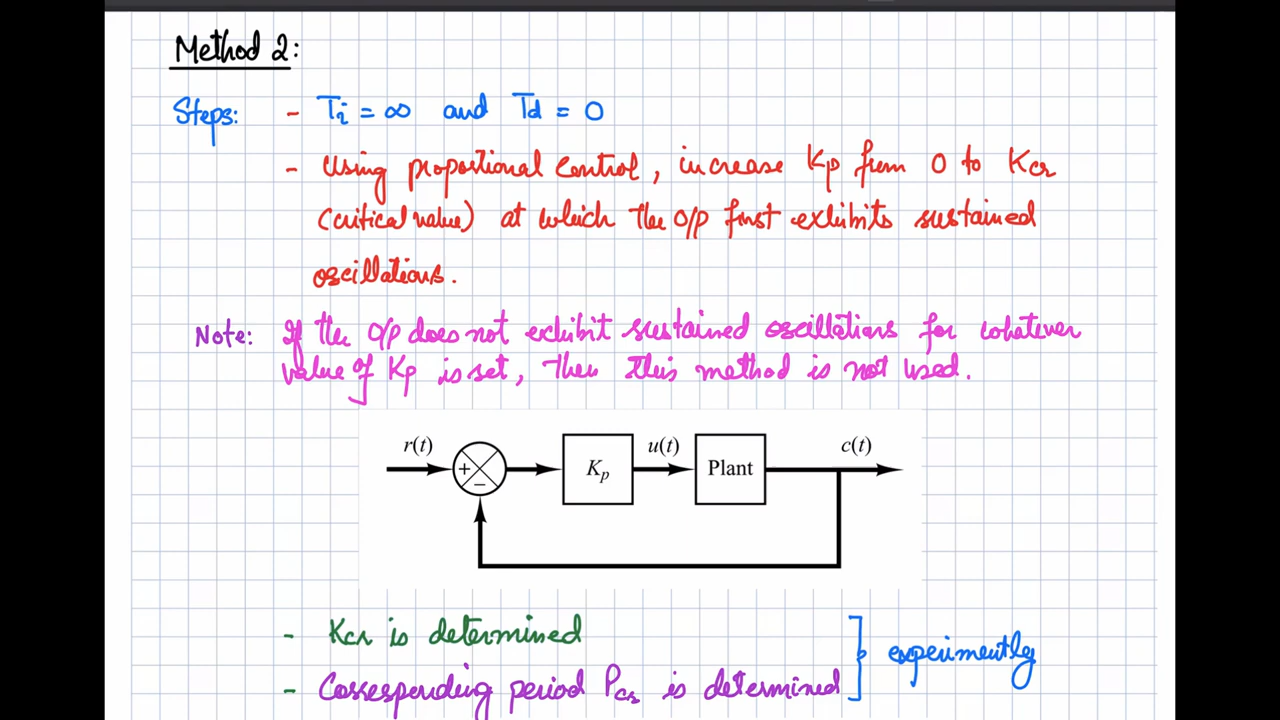 Method 2:
Steps: - Ti = ∞ and Td = 0
- Using proportional control, increase Kp from 0 to Kcr
(critical value) at which the o/p first exhibits sustained
oscillations.
Note: If the o/p does not exhibit sustained oscillations for whatever
value of Kp is set, then this method is not used.
r(t) + − Kp u(t) Plant c(t)
- Kcr is determined
- Corresponding period Pcr is determined } experimently